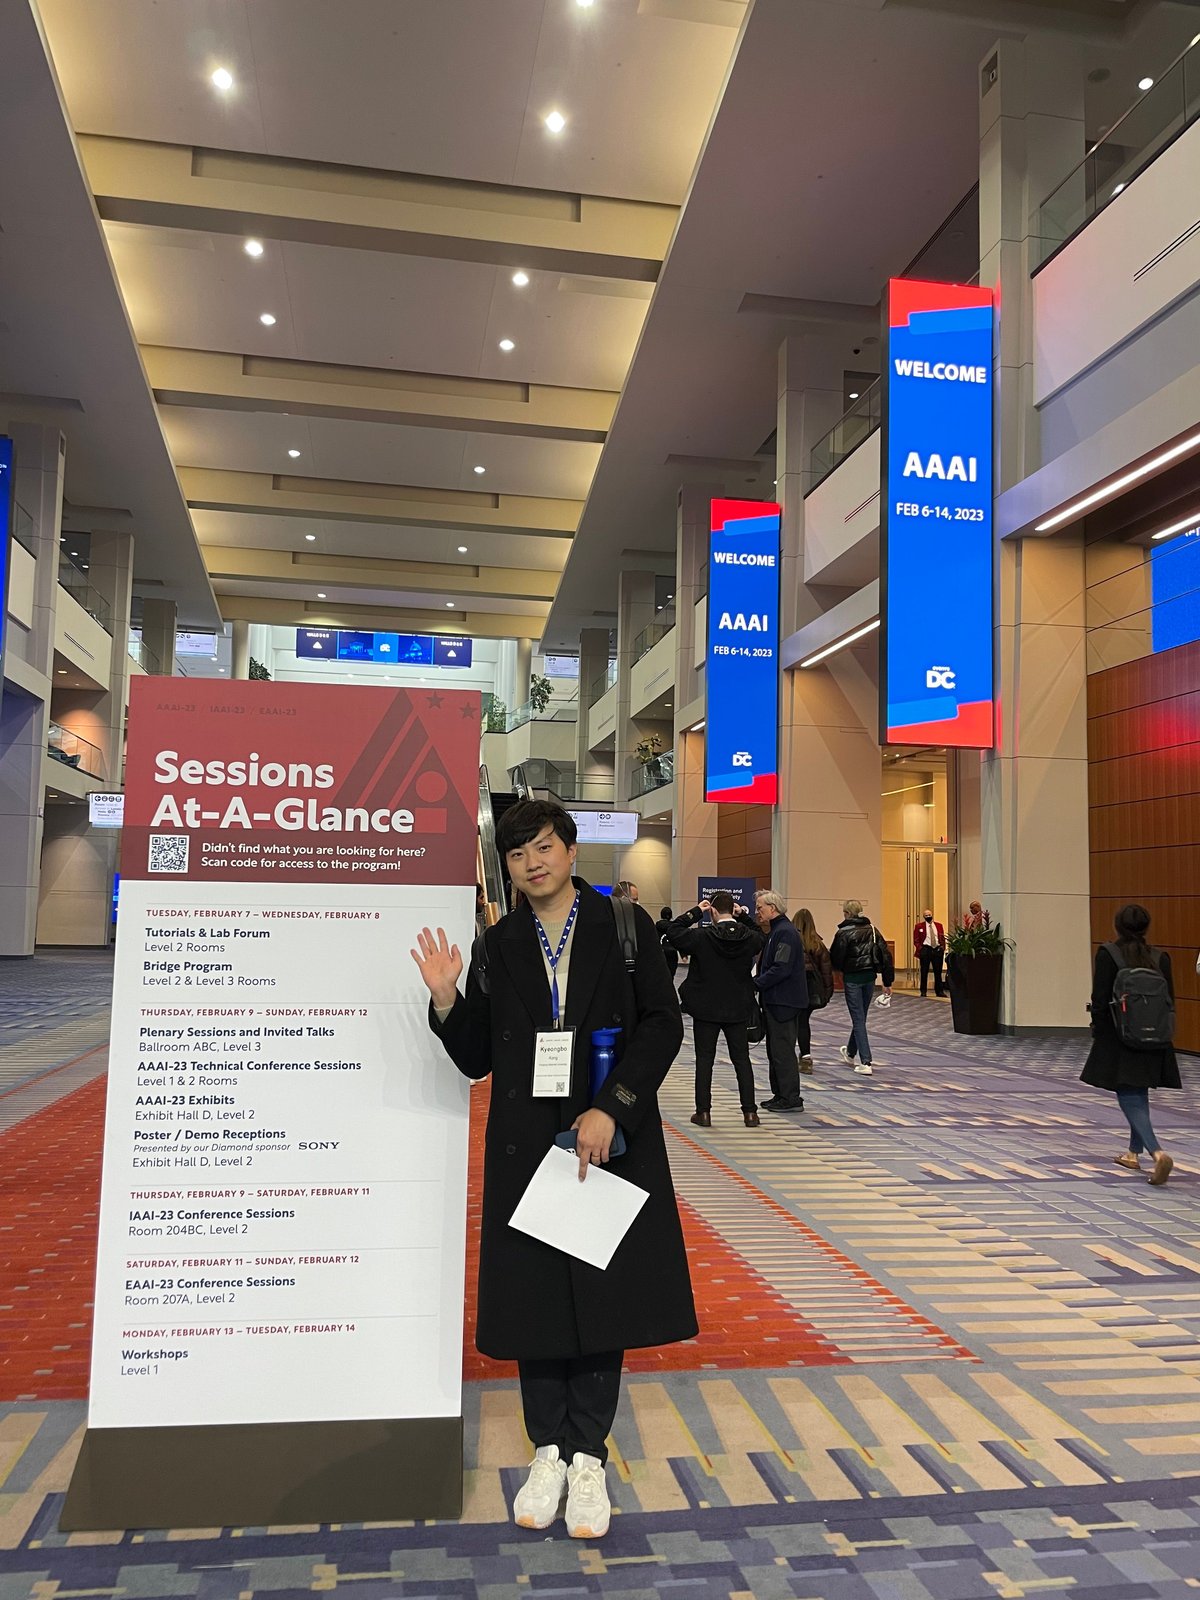 AAAI-23 / IAAI-23 / EAAI-23
Sessions
At-A-Glance
Didn't find what you are looking for here?
Scan code for access to the program!
TUESDAY, FEBRUARY 7 – WEDNESDAY, FEBRUARY 8
Tutorials & Lab Forum
Level 2 Rooms
Bridge Program
Level 2 & Level 3 Rooms
THURSDAY, FEBRUARY 9 – SUNDAY, FEBRUARY 12
Plenary Sessions and Invited Talks
Ballroom ABC, Level 3
AAAI-23 Technical Conference Sessions
Level 1 & 2 Rooms
AAAI-23 Exhibits
Exhibit Hall D, Level 2
Poster / Demo Receptions
Presented by our Diamond sponsor SONY
Exhibit Hall D, Level 2
THURSDAY, FEBRUARY 9 – SATURDAY, FEBRUARY 11
IAAI-23 Conference Sessions
Room 204BC, Level 2
SATURDAY, FEBRUARY 11 – SUNDAY, FEBRUARY 12
EAAI-23 Conference Sessions
Room 207A, Level 2
MONDAY, FEBRUARY 13 – TUESDAY, FEBRUARY 14
Workshops
Level 1
Kyeongbo
Kong
WELCOME
AAAI
FEB 6-14, 2023
DC
WELCOME
AAAI
FEB 6-14, 2023
EVENTS
DC
Registration and